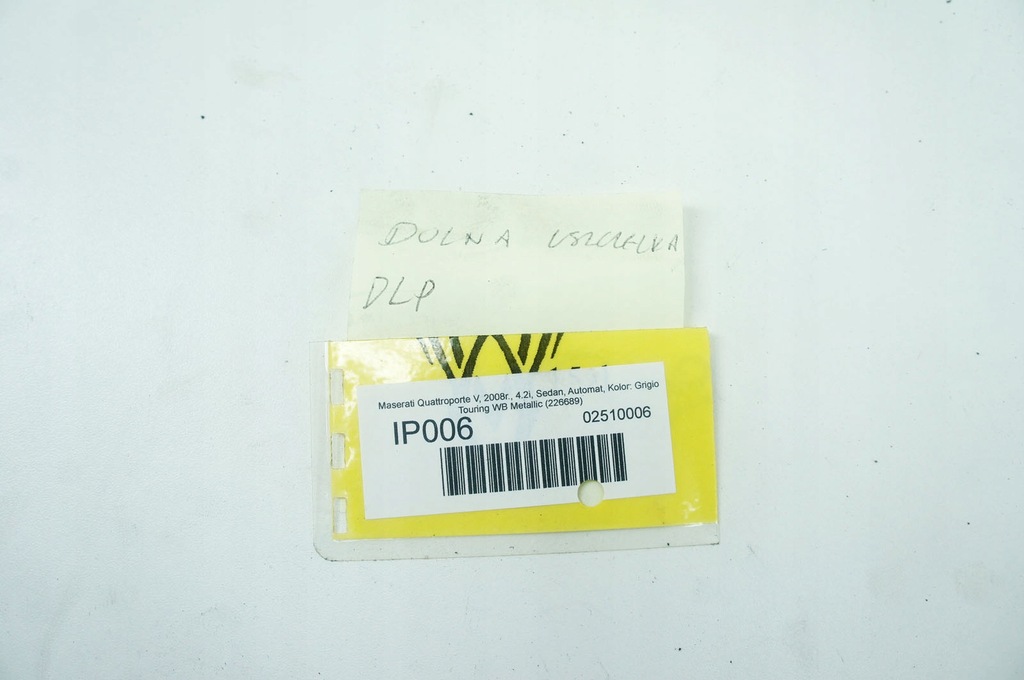 DOLNA USZCZELKA
DLP
Maserati Quattroporte V, 2008r., 4.2i, Sedan, Automat, Kolor: Grigio
Touring WB Metallic (226689)
IP006
02510006